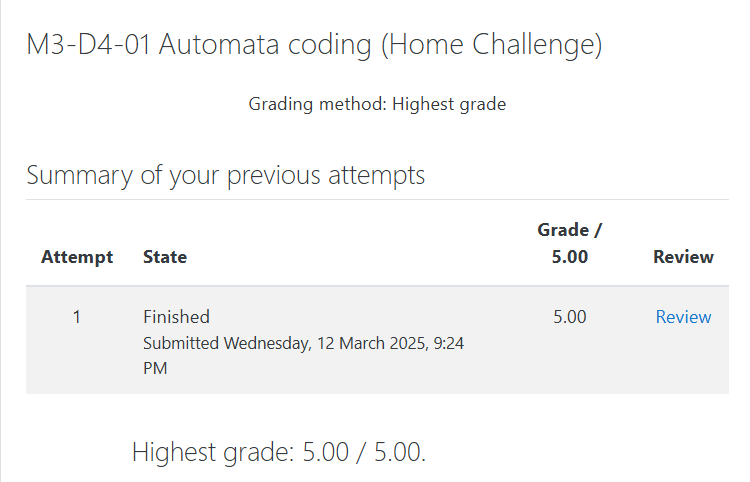 M3-D4-01 Automata coding (Home Challenge)
Grading method: Highest grade
Summary of your previous attempts
Grade /
Attempt State 5.00 Review
1 Finished 5.00 Review
Submitted Wednesday, 12 March 2025, 9:24
PM
Highest grade: 5.00 / 5.00.